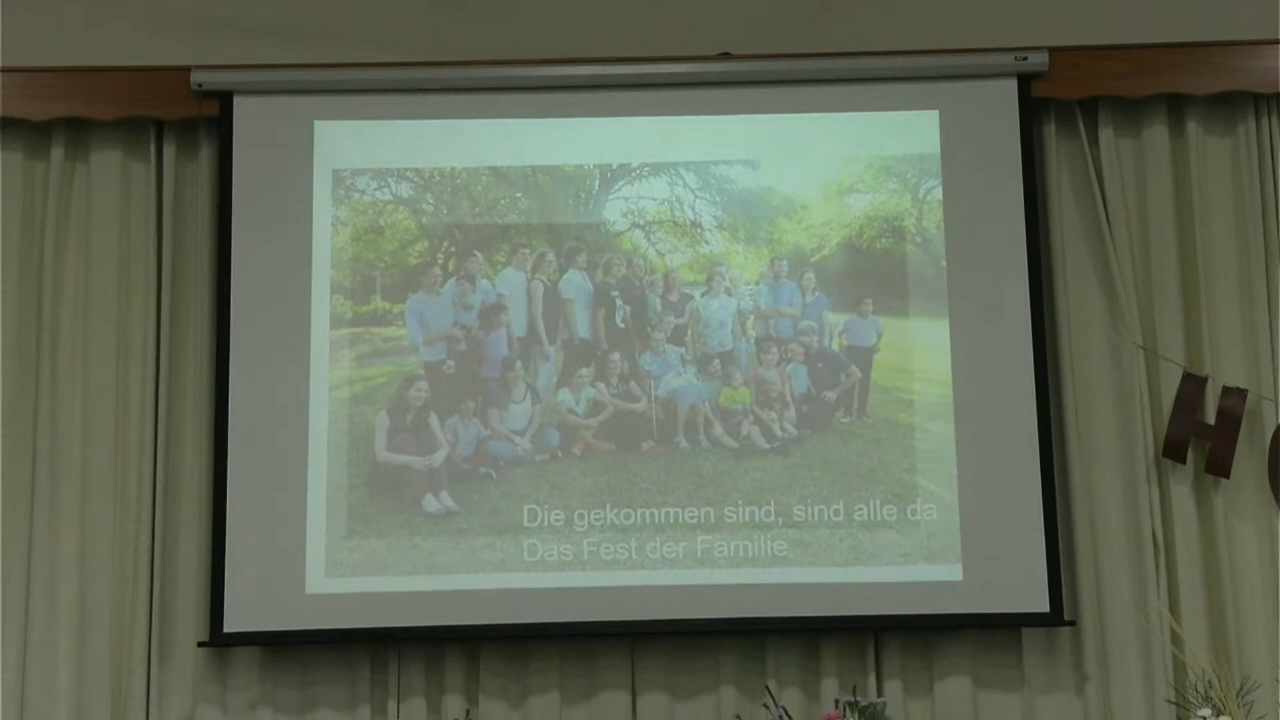 Die gekommen sind, sind alle da
Das Fest der Familie
H